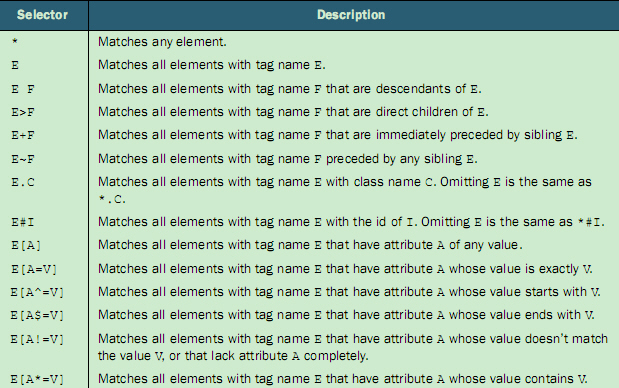 Selector Description
* Matches any element.
E Matches all elements with tag name E.
E F Matches all elements with tag name F that are descendants of E.
E>F Matches all elements with tag name F that are direct children of E.
E+F Matches all elements with tag name F that are immediately preceded by sibling E.
E~F Matches all elements with tag name F preceded by any sibling E.
E.C Matches all elements with tag name E with class name C. Omitting E is the same as
*.C.
E#I Matches all elements with tag name E with the id of I. Omitting E is the same as *#I.
E[A] Matches all elements with tag name E that have attribute A of any value.
E[A=V] Matches all elements with tag name E that have attribute A whose value is exactly V.
E[A^=V] Matches all elements with tag name E that have attribute A whose value starts with V.
E[A$=V] Matches all elements with tag name E that have attribute A whose value ends with V.
E[A!=V] Matches all elements with tag name E that have attribute A whose value doesn't match
the value V, or that lack attribute A completely.
E[A*=V] Matches all elements with tag name E that have attribute A whose value contains V.